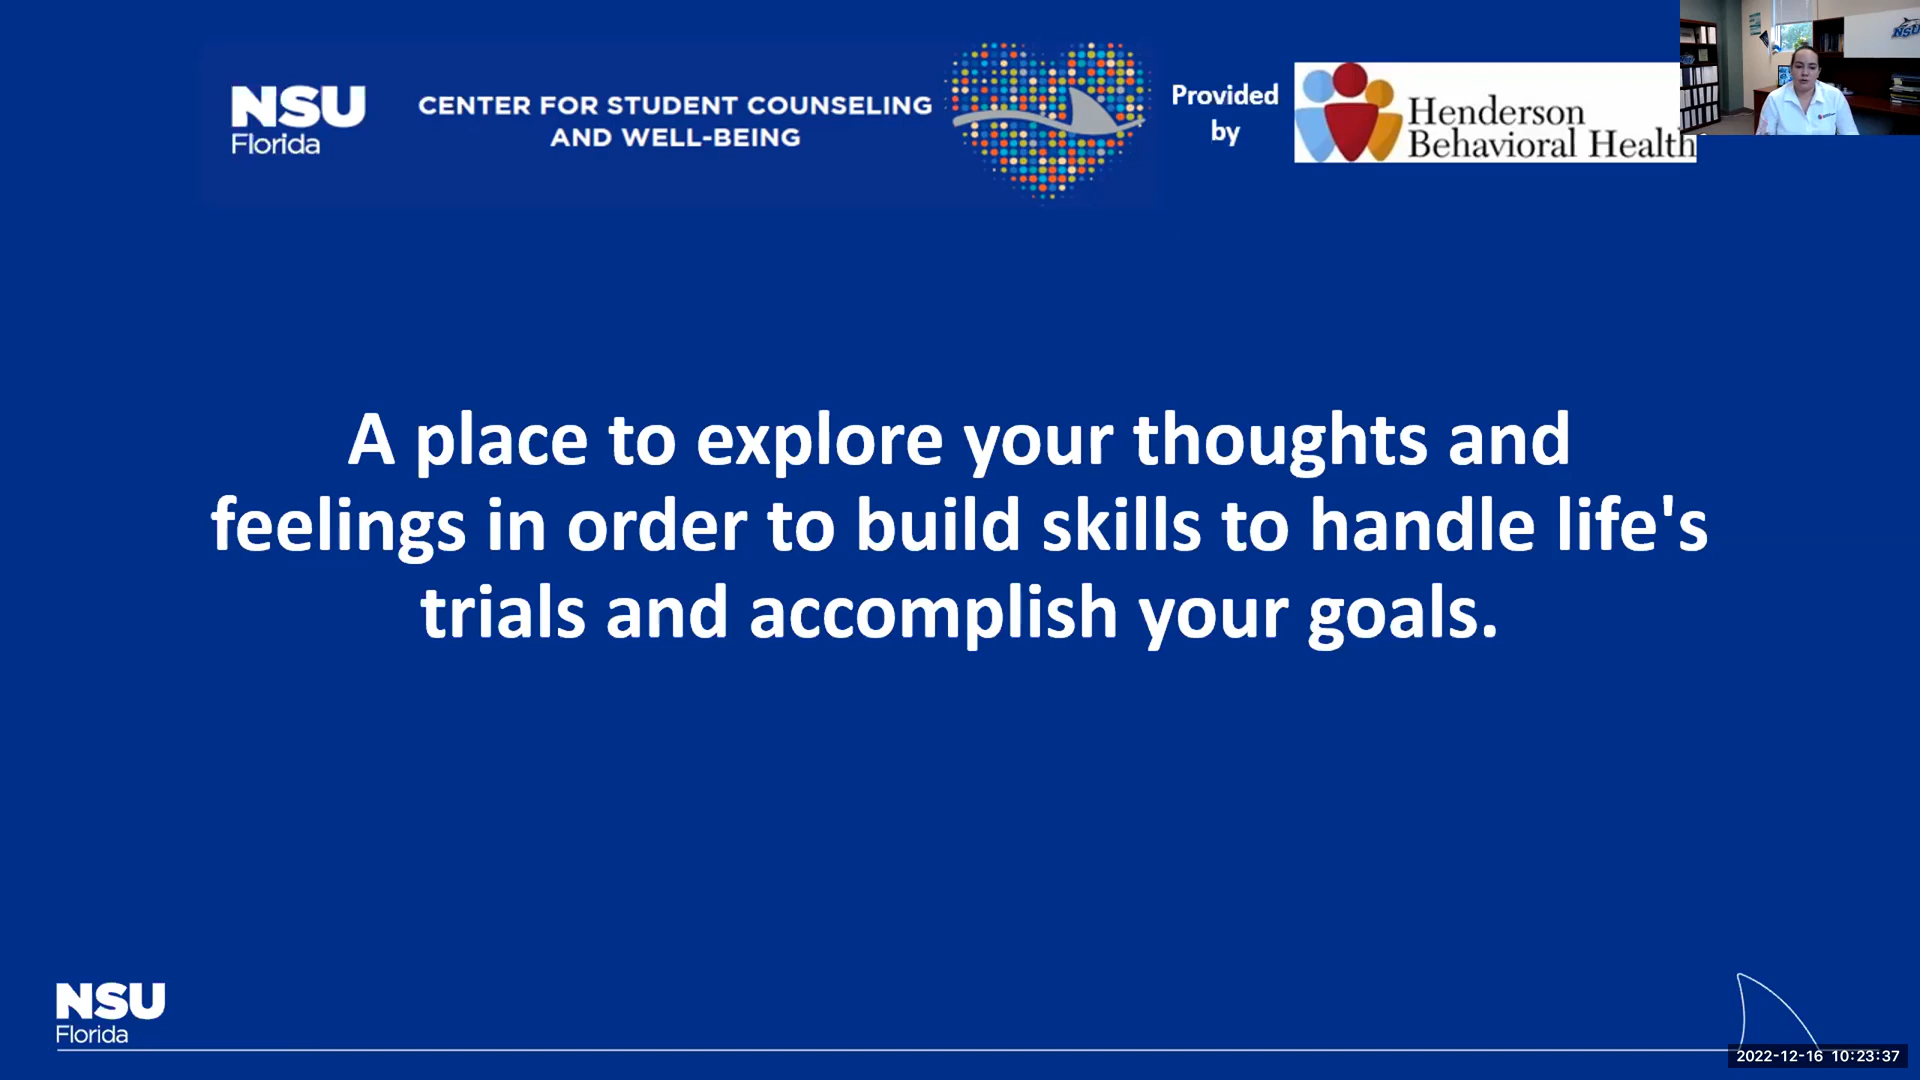 NSU
Florida
CENTER FOR STUDENT COUNSELING
AND WELL-BEING
Provided
by
Henderson
Behavioral Health
NSU
A place to explore your thoughts and
feelings in order to build skills to handle life's
trials and accomplish your goals.
NSU
Florida
2022-12-16 10:23:37